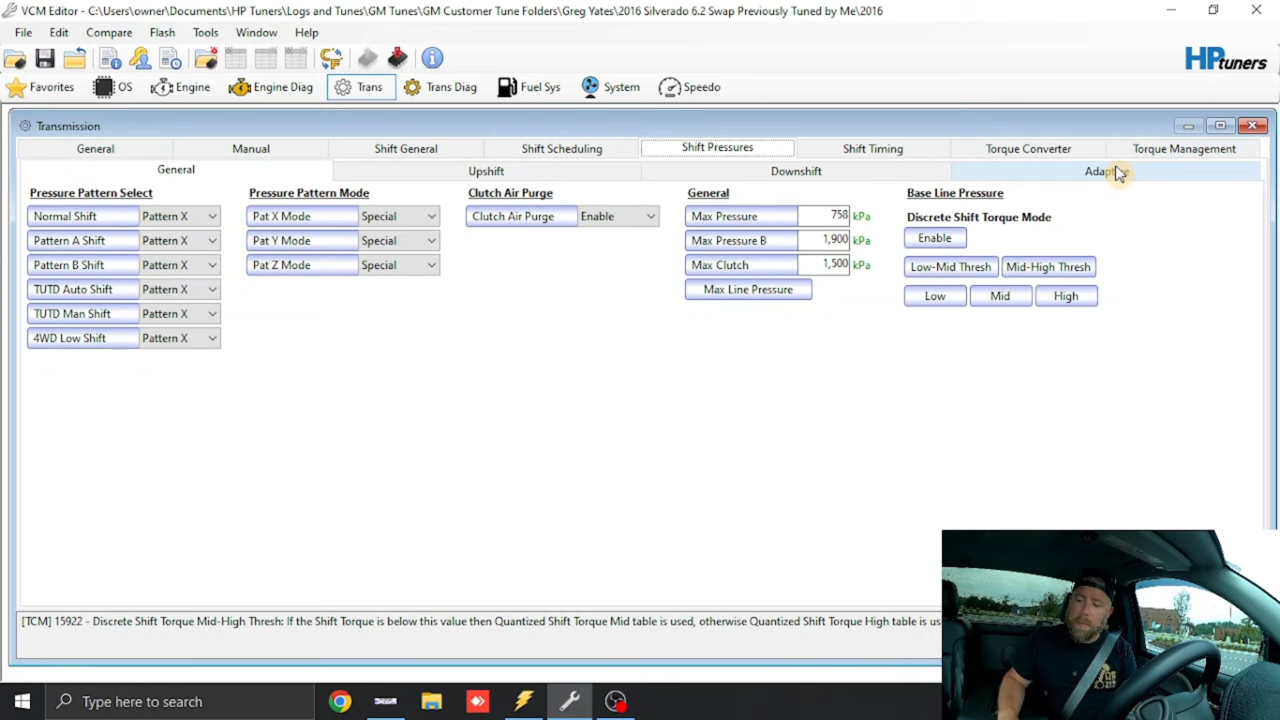 VCM Editor - C:\Users\owner\Documents\HP Tuners\Logs and Tunes\GM Tunes\GM Customer Tune Folders\Greg Yates\2016 Silverado 6.2 Swap Previously Tuned by Me\2016
File Edit Compare Flash Tools Window Help
HPtuners
Favorites OS Engine Engine Diag Trans Trans Diag Fuel Sys System Speedo
Transmission
General Manual Shift General Shift Scheduling Shift Pressures Shift Timing Torque Converter Torque Management
General Upshift Downshift
Pressure Pattern Select Pressure Pattern Mode Clutch Air Purge General Base Line Pressure
Normal Shift Pattern X Pat X Mode Special Clutch Air Purge Enable Max Pressure 758 kPa Discrete Shift Torque Mode
Pattern A Shift Pattern X Pat Y Mode Special Max Pressure B 1,900 kPa Enable
Pattern B Shift Pattern X Pat Z Mode Special Max Clutch 1,500 kPa Low-Mid Thresh Mid-High Thresh
TUTD Auto Shift Pattern X Max Line Pressure Low Mid High
TUTD Man Shift Pattern X
4WD Low Shift Pattern X
[TCM] 15922 - Discrete Shift Torque Mid-High Thresh: If the Shift Torque is below this value then Quantized Shift Torque Mid table is used, otherwise Quantized Shift Torque High table is us
Type here to search